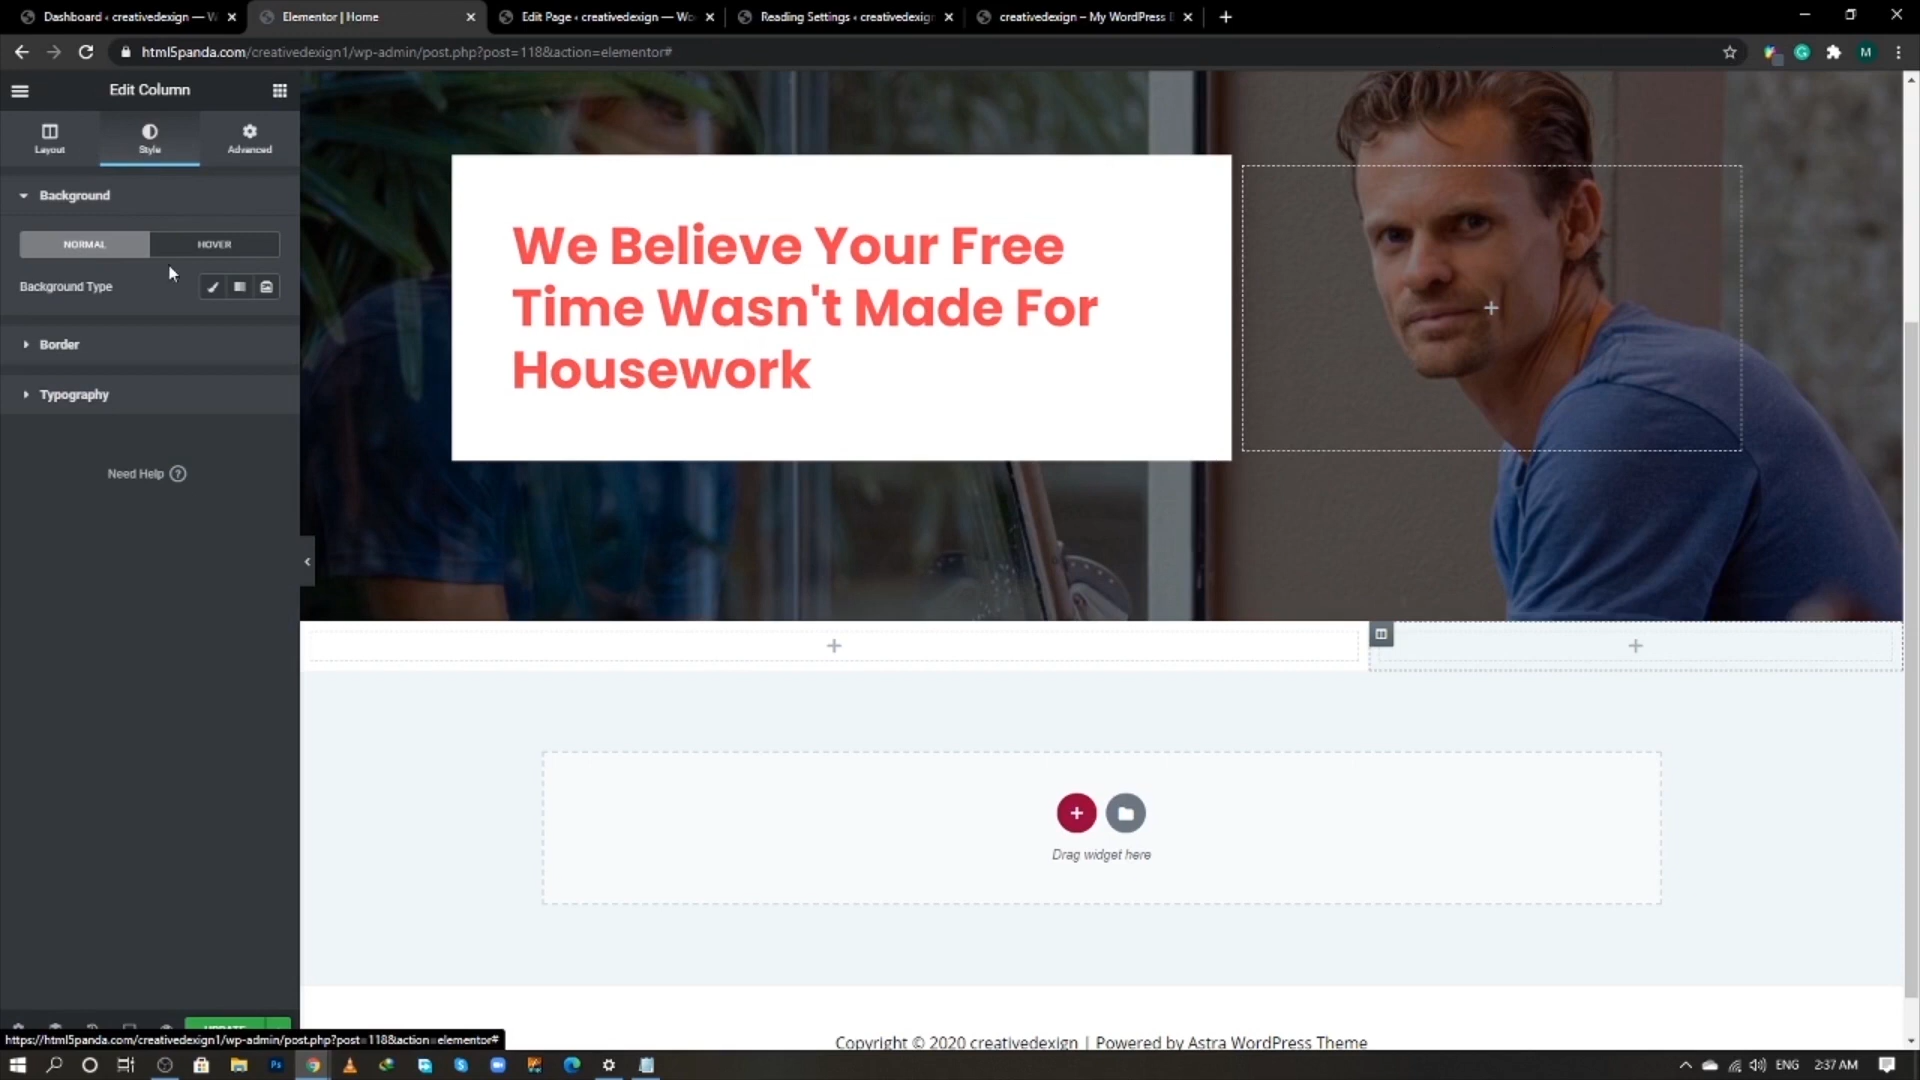 Dashboard ‹ creativedexign — W
Elementor | Home
Edit Page ‹ creativedexign — Wo
Reading Settings ‹ creativedexign
creativedexign – My WordPress B
html5panda.com/creativedexign1/wp-admin/post.php?post=118&action=elementor#
M
Edit Column
Layout
Style
Advanced
Background
NORMAL
HOVER
Background Type
Border
Typography
Need Help
We Believe Your Free
Time Wasn't Made For
Housework
Drag widget here
UPDATE
https://html5panda.com/creativedexign1/wp-admin/post.php?post=118&action=elementor#
Copyright © 2020 creativedexign | Powered by Astra WordPress Theme
Ps
ENG
2:37 AM